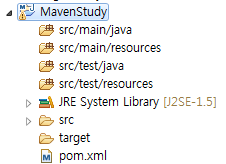 MavenStudy
src/main/java
src/main/resources
src/test/java
src/test/resources
JRE System Library [J2SE-1.5]
src
target
pom.xml